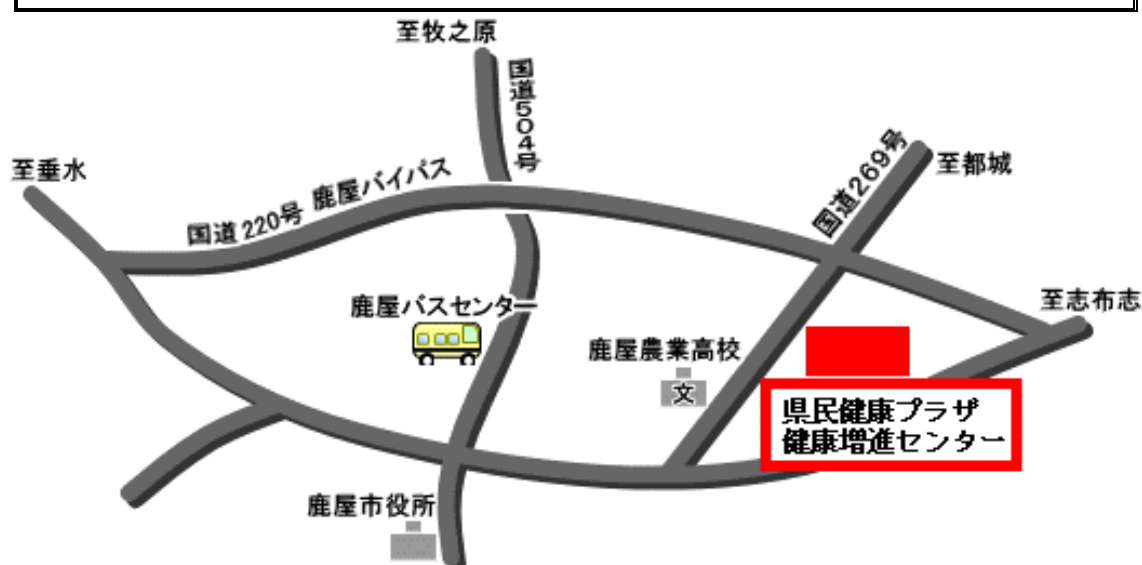 至牧之原
国道504号
国道269号
至垂水
至都城
国道220号 鹿屋バイパス
鹿屋バスセンター
至志布志
鹿屋農業高校
文
県民健康プラザ
健康増進センター
鹿屋市役所